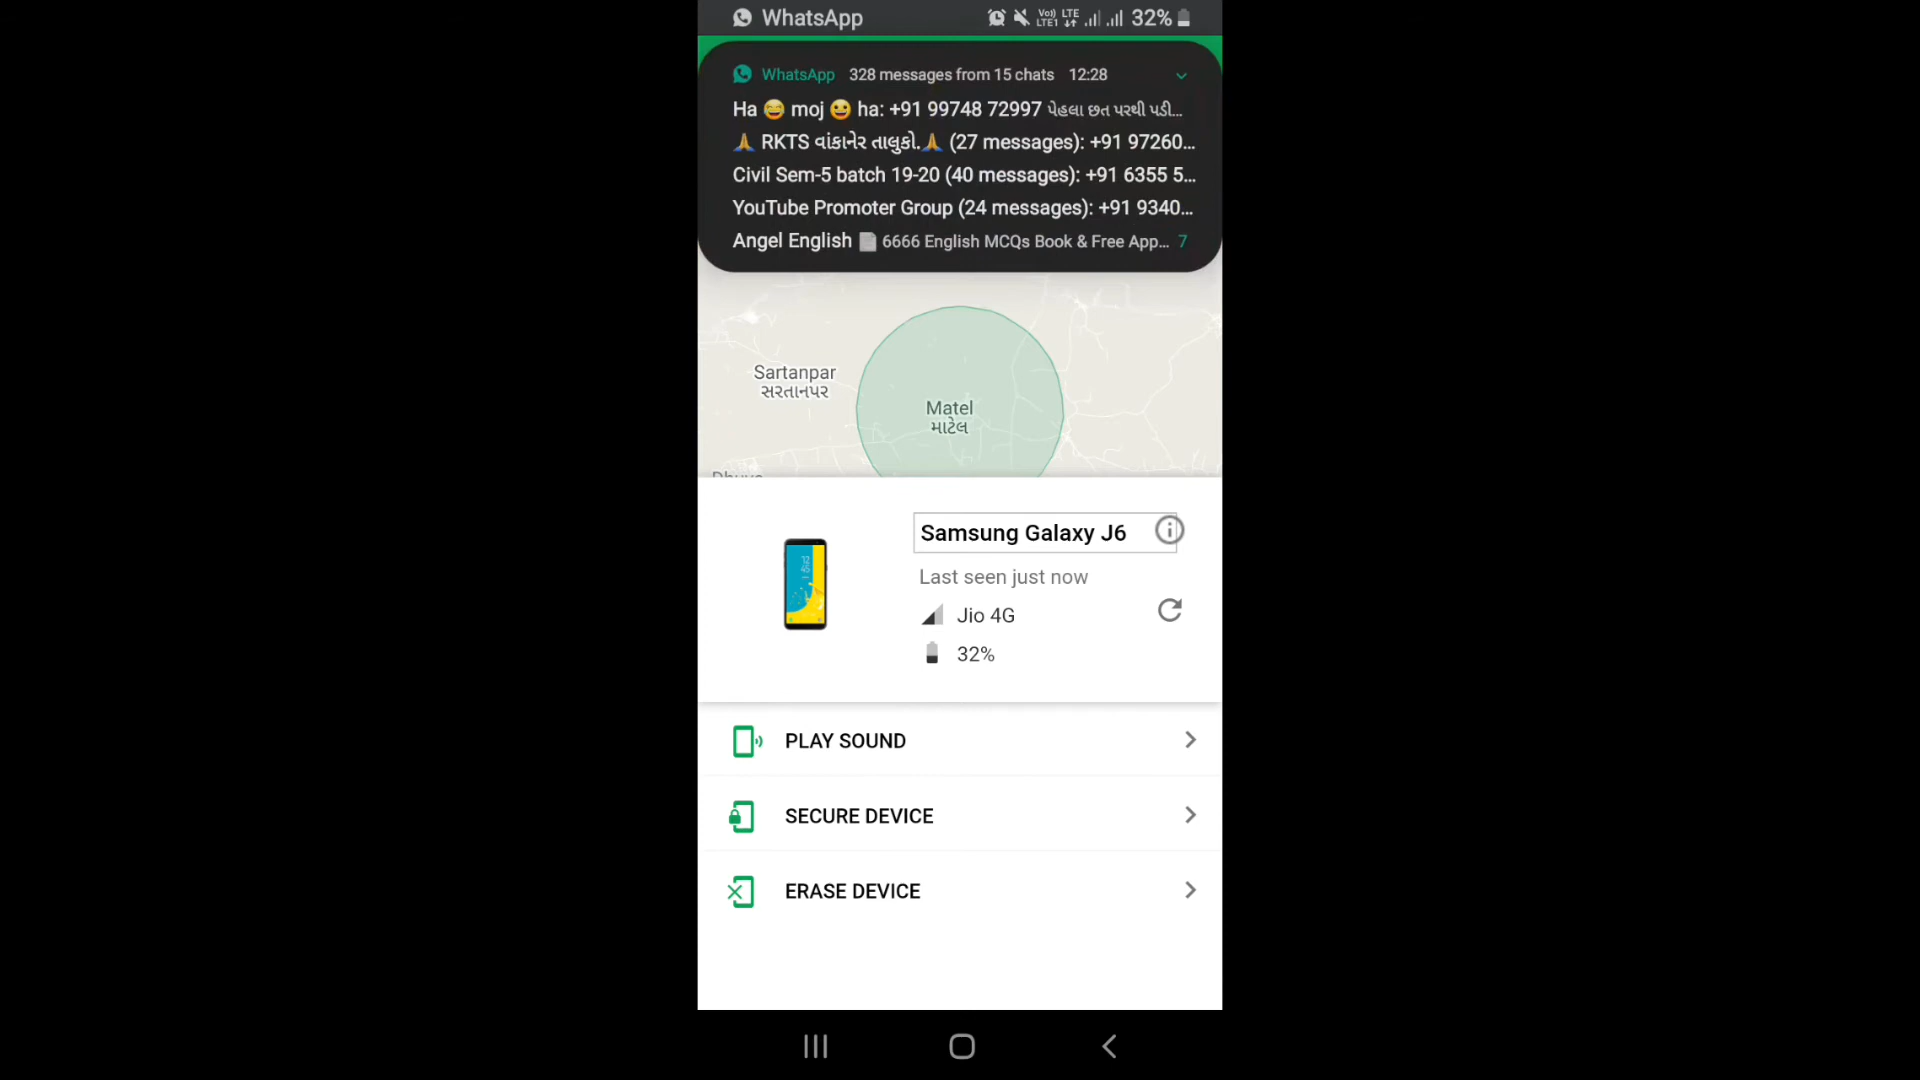 WhatsApp
Vo)) LTE
LTE1
32%
WhatsApp 328 messages from 15 chats 12:28
Ha 😄 moj 😀 ha: +91 99748 72997 પેહલા છત પરથી પડી...
🙏 RKTS વાંકાનેર તાલુકો.🙏 (27 messages): +91 97260...
Civil Sem-5 batch 19-20 (40 messages): +91 6355 5...
YouTube Promoter Group (24 messages): +91 9340...
Angel English 📄 6666 English MCQs Book & Free App... 7
Sartanpar
સરતાનપર
Matel
માટેલ
Samsung Galaxy J6
Last seen just now
Jio 4G
32%
PLAY SOUND
SECURE DEVICE
ERASE DEVICE